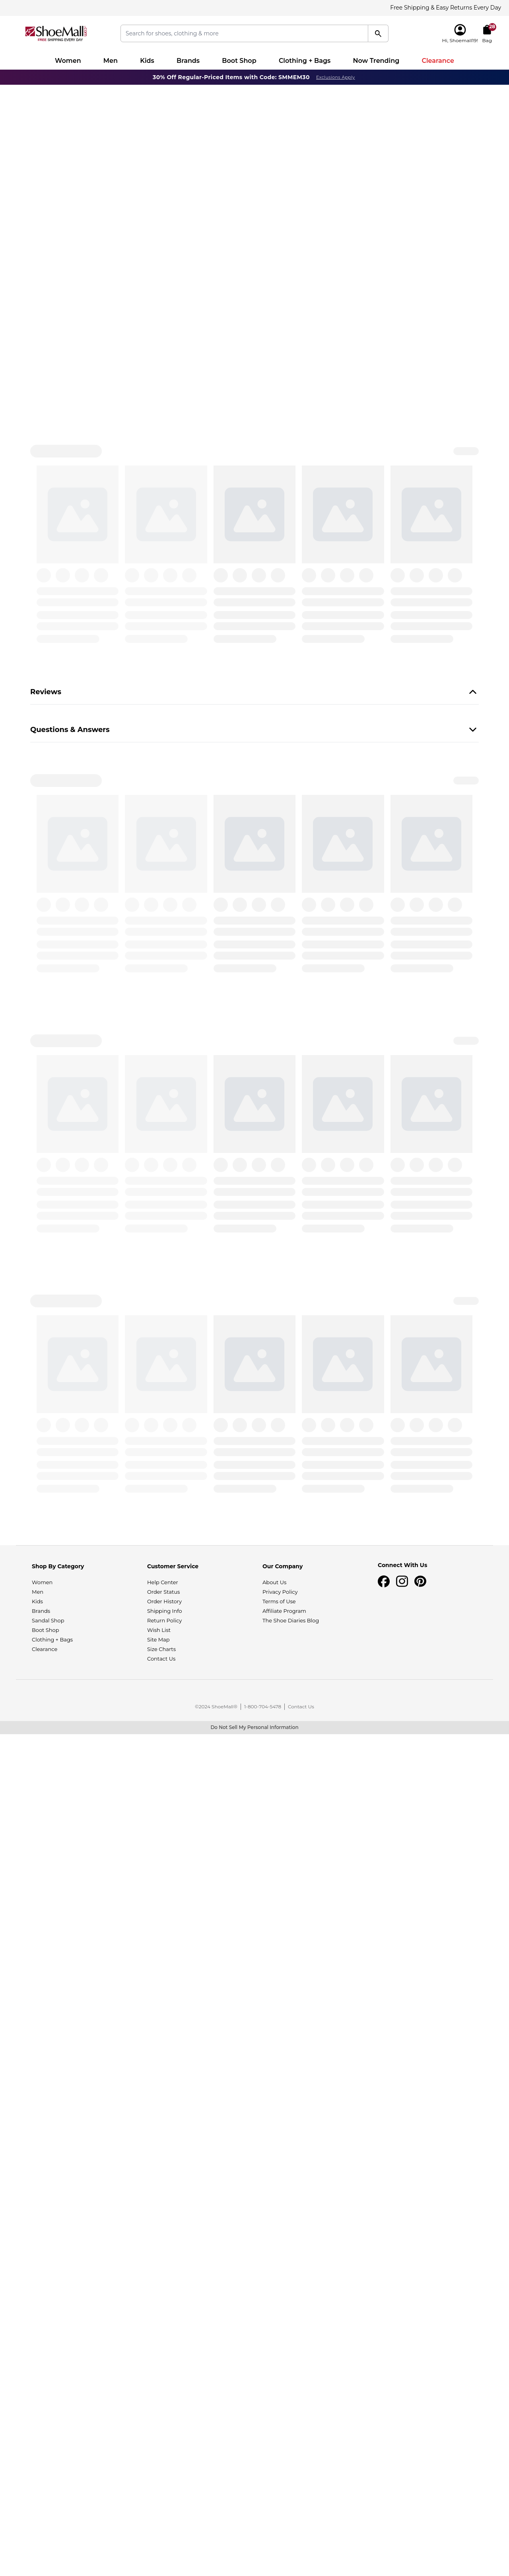 Free Shipping & Easy Returns Every Day
ShoeMall
FREE SHIPPING EVERY DAY
Search for shoes, clothing & more
28
Hi, Shoemall19!
Bag
Women Men Kids Brands Boot Shop Clothing + Bags Now Trending Clearance
30% Off Regular-Priced Items with Code: SMMEM30 Exclusions Apply
Reviews
Questions & Answers
Shop By Category
Women
Men
Kids
Brands
Sandal Shop
Boot Shop
Clothing + Bags
Clearance
Customer Service
Help Center
Order Status
Order History
Shipping Info
Return Policy
Wish List
Site Map
Size Charts
Contact Us
Our Company
About Us
Privacy Policy
Terms of Use
Affiliate Program
The Shoe Diaries Blog
Connect With Us
©2024 ShoeMall® | 1-800-704-5478 | Contact Us
Do Not Sell My Personal Information